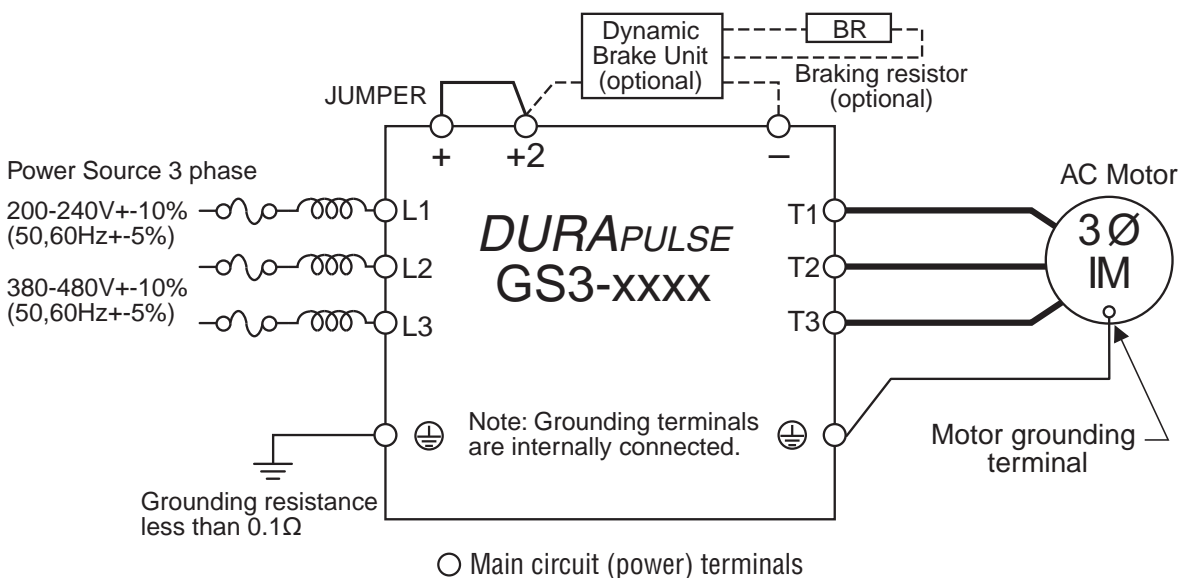 Dynamic
Brake Unit
(optional)
BR
Braking resistor
(optional)
JUMPER
+
+2
–
Power Source 3 phase
200-240V+-10%
(50,60Hz+-5%)
380-480V+-10%
(50,60Hz+-5%)
L1
L2
L3
DURAPULSE
GS3-xxxx
T1
T2
T3
AC Motor
3Ø
IM
Note: Grounding terminals
are internally connected.
Motor grounding
terminal
Grounding resistance
less than 0.1Ω
Main circuit (power) terminals